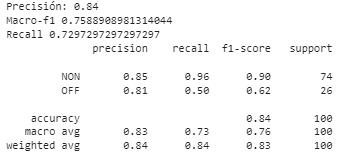 Precisión: 0.84
Macro-f1 0.7588908981314044
Recall 0.7297297297297297
precision recall f1-score support
NON 0.85 0.96 0.90 74
OFF 0.81 0.50 0.62 26
accuracy 0.84 100
macro avg 0.83 0.73 0.76 100
weighted avg 0.84 0.84 0.83 100